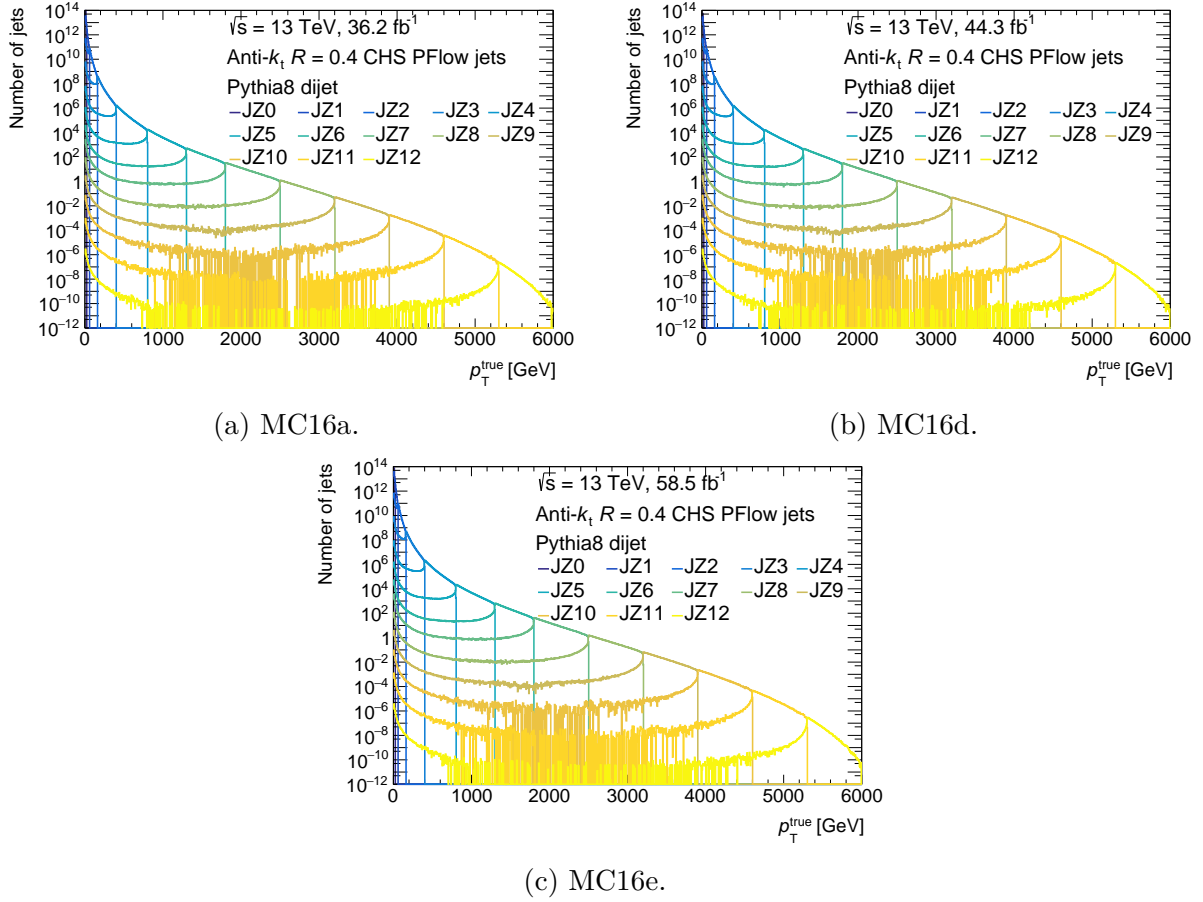 Number of jets
10¹⁴
10¹²
10¹⁰
10⁸
10⁶
10⁴
10²
1
10⁻²
10⁻⁴
10⁻⁶
10⁻⁸
10⁻¹⁰
10⁻¹²
√s = 13 TeV, 36.2 fb⁻¹
Anti-kₜ R = 0.4 CHS PFlow jets
Pythia8 dijet
JZ0 JZ1 JZ2 JZ3 JZ4
JZ5 JZ6 JZ7 JZ8 JZ9
JZ10 JZ11 JZ12
0 1000 2000 3000 4000 5000 6000
p_T^true [GeV]
(a) MC16a.
Number of jets
10¹⁴
10¹²
10¹⁰
10⁸
10⁶
10⁴
10²
1
10⁻²
10⁻⁴
10⁻⁶
10⁻⁸
10⁻¹⁰
10⁻¹²
√s = 13 TeV, 44.3 fb⁻¹
Anti-kₜ R = 0.4 CHS PFlow jets
Pythia8 dijet
JZ0 JZ1 JZ2 JZ3 JZ4
JZ5 JZ6 JZ7 JZ8 JZ9
JZ10 JZ11 JZ12
0 1000 2000 3000 4000 5000 6000
p_T^true [GeV]
(b) MC16d.
Number of jets
10¹⁴
10¹²
10¹⁰
10⁸
10⁶
10⁴
10²
1
10⁻²
10⁻⁴
10⁻⁶
10⁻⁸
10⁻¹⁰
10⁻¹²
√s = 13 TeV, 58.5 fb⁻¹
Anti-kₜ R = 0.4 CHS PFlow jets
Pythia8 dijet
JZ0 JZ1 JZ2 JZ3 JZ4
JZ5 JZ6 JZ7 JZ8 JZ9
JZ10 JZ11 JZ12
0 1000 2000 3000 4000 5000 6000
p_T^true [GeV]
(c) MC16e.